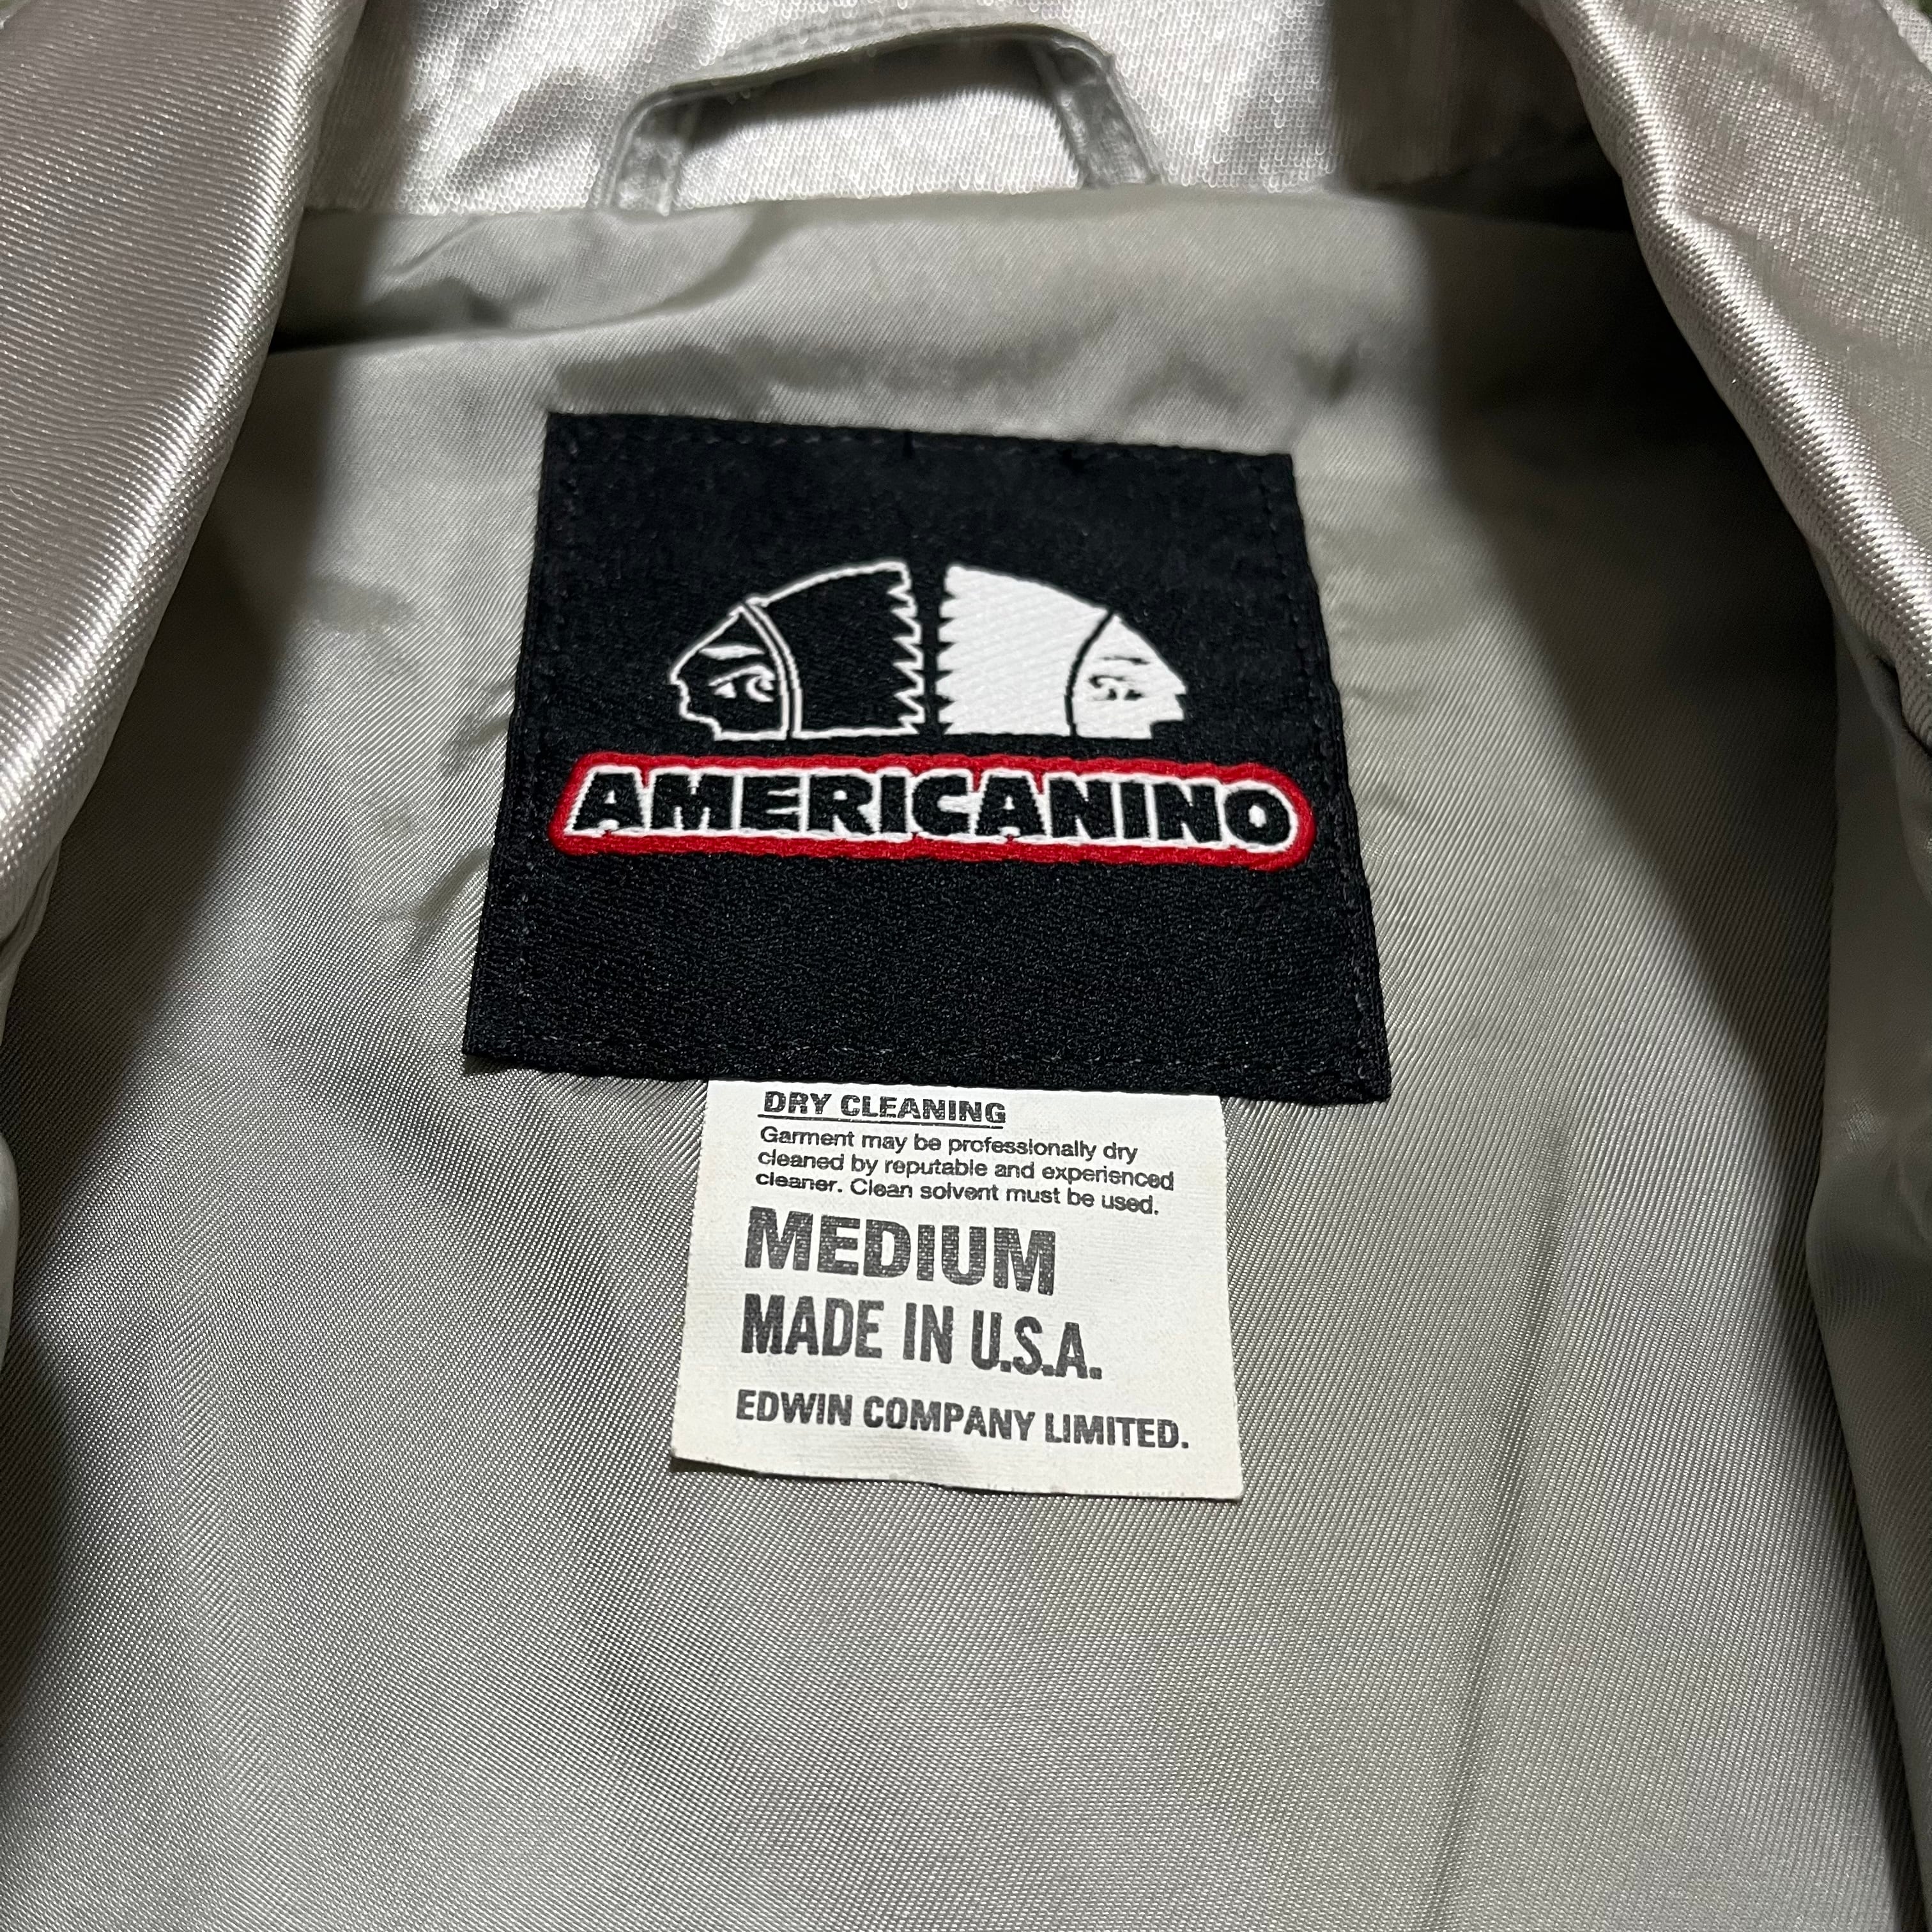 AMERICANINO
DRY CLEANING
Garment may be professionally dry
cleaned by reputable and experienced
cleaner. Clean solvent must be used.
MEDIUM
MADE IN U.S.A.
EDWIN COMPANY LIMITED.